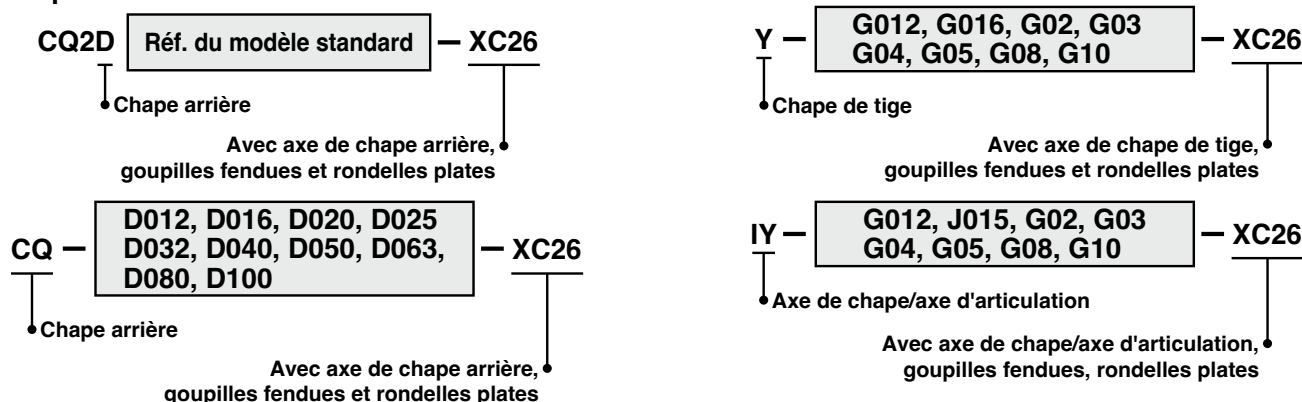 CQ2D Réf. du modèle standard — XC26
Chape arrière
Avec axe de chape arrière,
goupilles fendues et rondelles plates
CQ — D012, D016, D020, D025
D032, D040, D050, D063,
D080, D100 — XC26
Chape arrière
Avec axe de chape arrière,
goupilles fendues et rondelles plates
Y — G012, G016, G02, G03
G04, G05, G08, G10 — XC26
Chape de tige
Avec axe de chape de tige,
goupilles fendues et rondelles plates
IY — G012, J015, G02, G03
G04, G05, G08, G10 — XC26
Axe de chape/axe d'articulation
Avec axe de chape/axe d'articulation,
goupilles fendues, rondelles plates